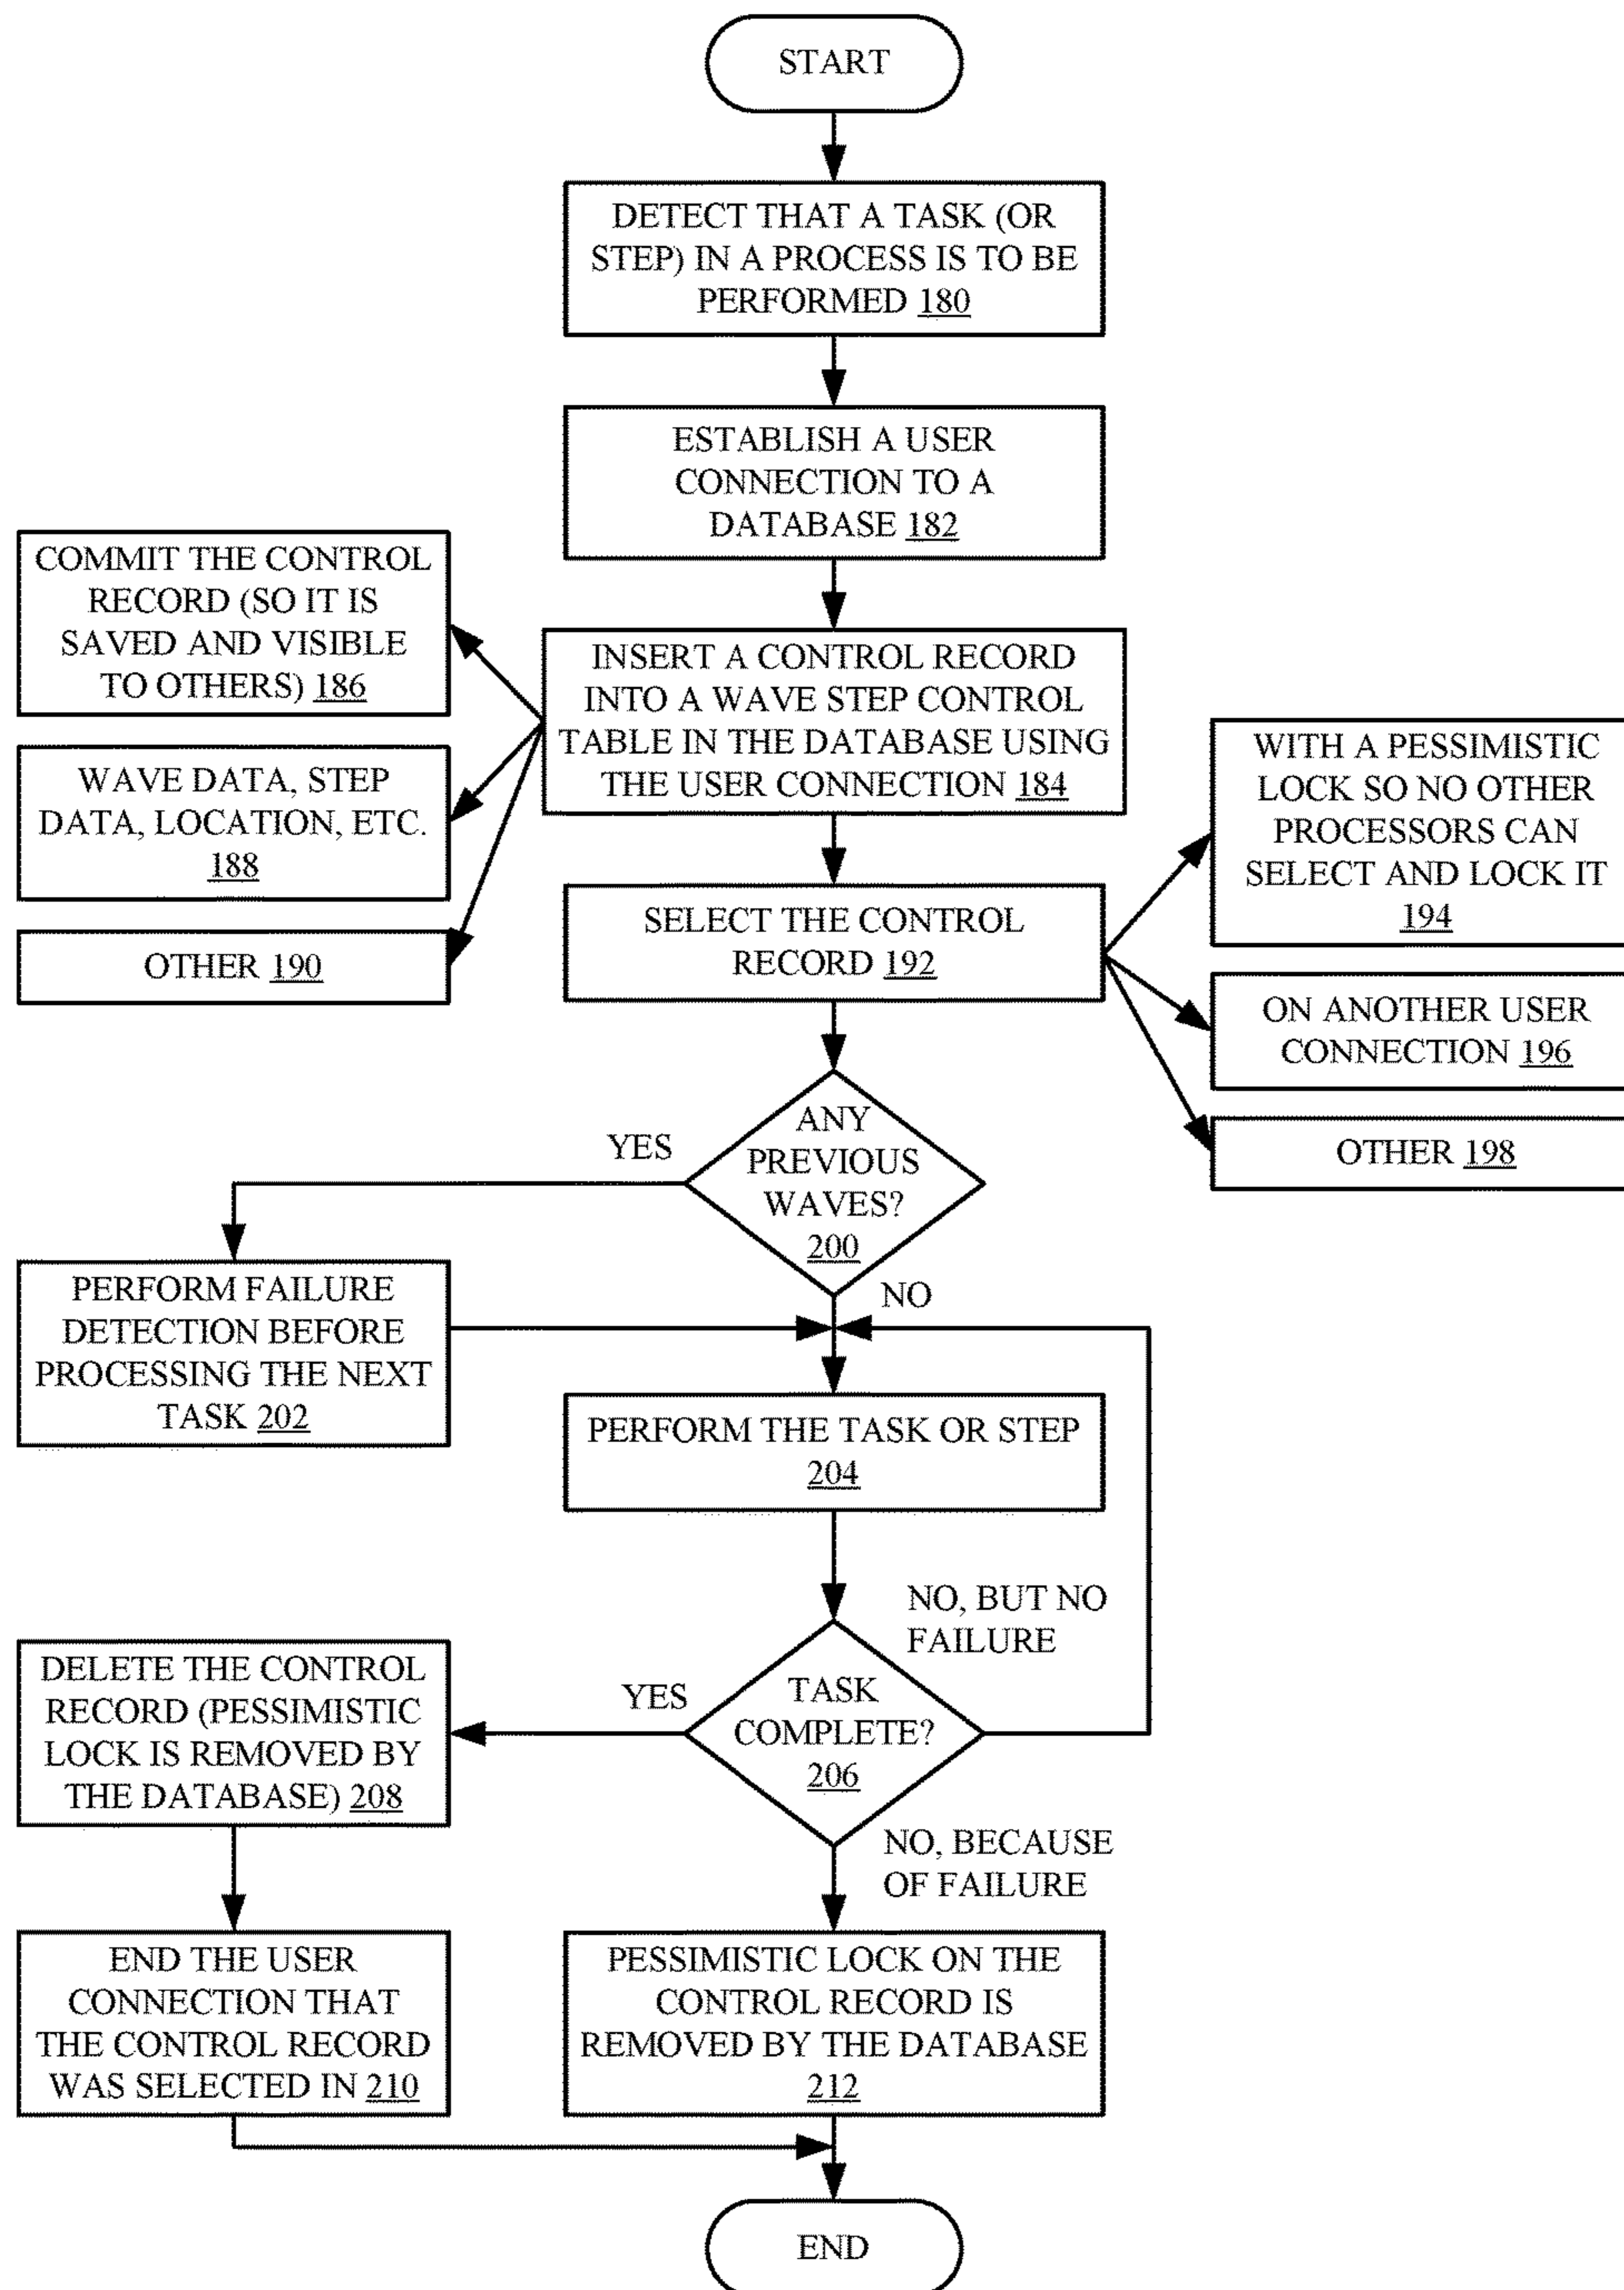 START
DETECT THAT A TASK (OR
STEP) IN A PROCESS IS TO BE
PERFORMED 180
ESTABLISH A USER
CONNECTION TO A
DATABASE 182
INSERT A CONTROL RECORD
INTO A WAVE STEP CONTROL
TABLE IN THE DATABASE USING
THE USER CONNECTION 184
COMMIT THE CONTROL
RECORD (SO IT IS
SAVED AND VISIBLE
TO OTHERS) 186
WAVE DATA, STEP
DATA, LOCATION, ETC.
188
OTHER 190
SELECT THE CONTROL
RECORD 192
WITH A PESSIMISTIC
LOCK SO NO OTHER
PROCESSORS CAN
SELECT AND LOCK IT
194
ON ANOTHER USER
CONNECTION 196
OTHER 198
ANY
PREVIOUS
WAVES?
200
YES
NO
PERFORM FAILURE
DETECTION BEFORE
PROCESSING THE NEXT
TASK 202
PERFORM THE TASK OR STEP
204
TASK
COMPLETE?
206
NO, BUT NO
FAILURE
YES
DELETE THE CONTROL
RECORD (PESSIMISTIC
LOCK IS REMOVED BY
THE DATABASE) 208
NO, BECAUSE
OF FAILURE
END THE USER
CONNECTION THAT
THE CONTROL RECORD
WAS SELECTED IN 210
PESSIMISTIC LOCK ON THE
CONTROL RECORD IS
REMOVED BY THE DATABASE
212
END